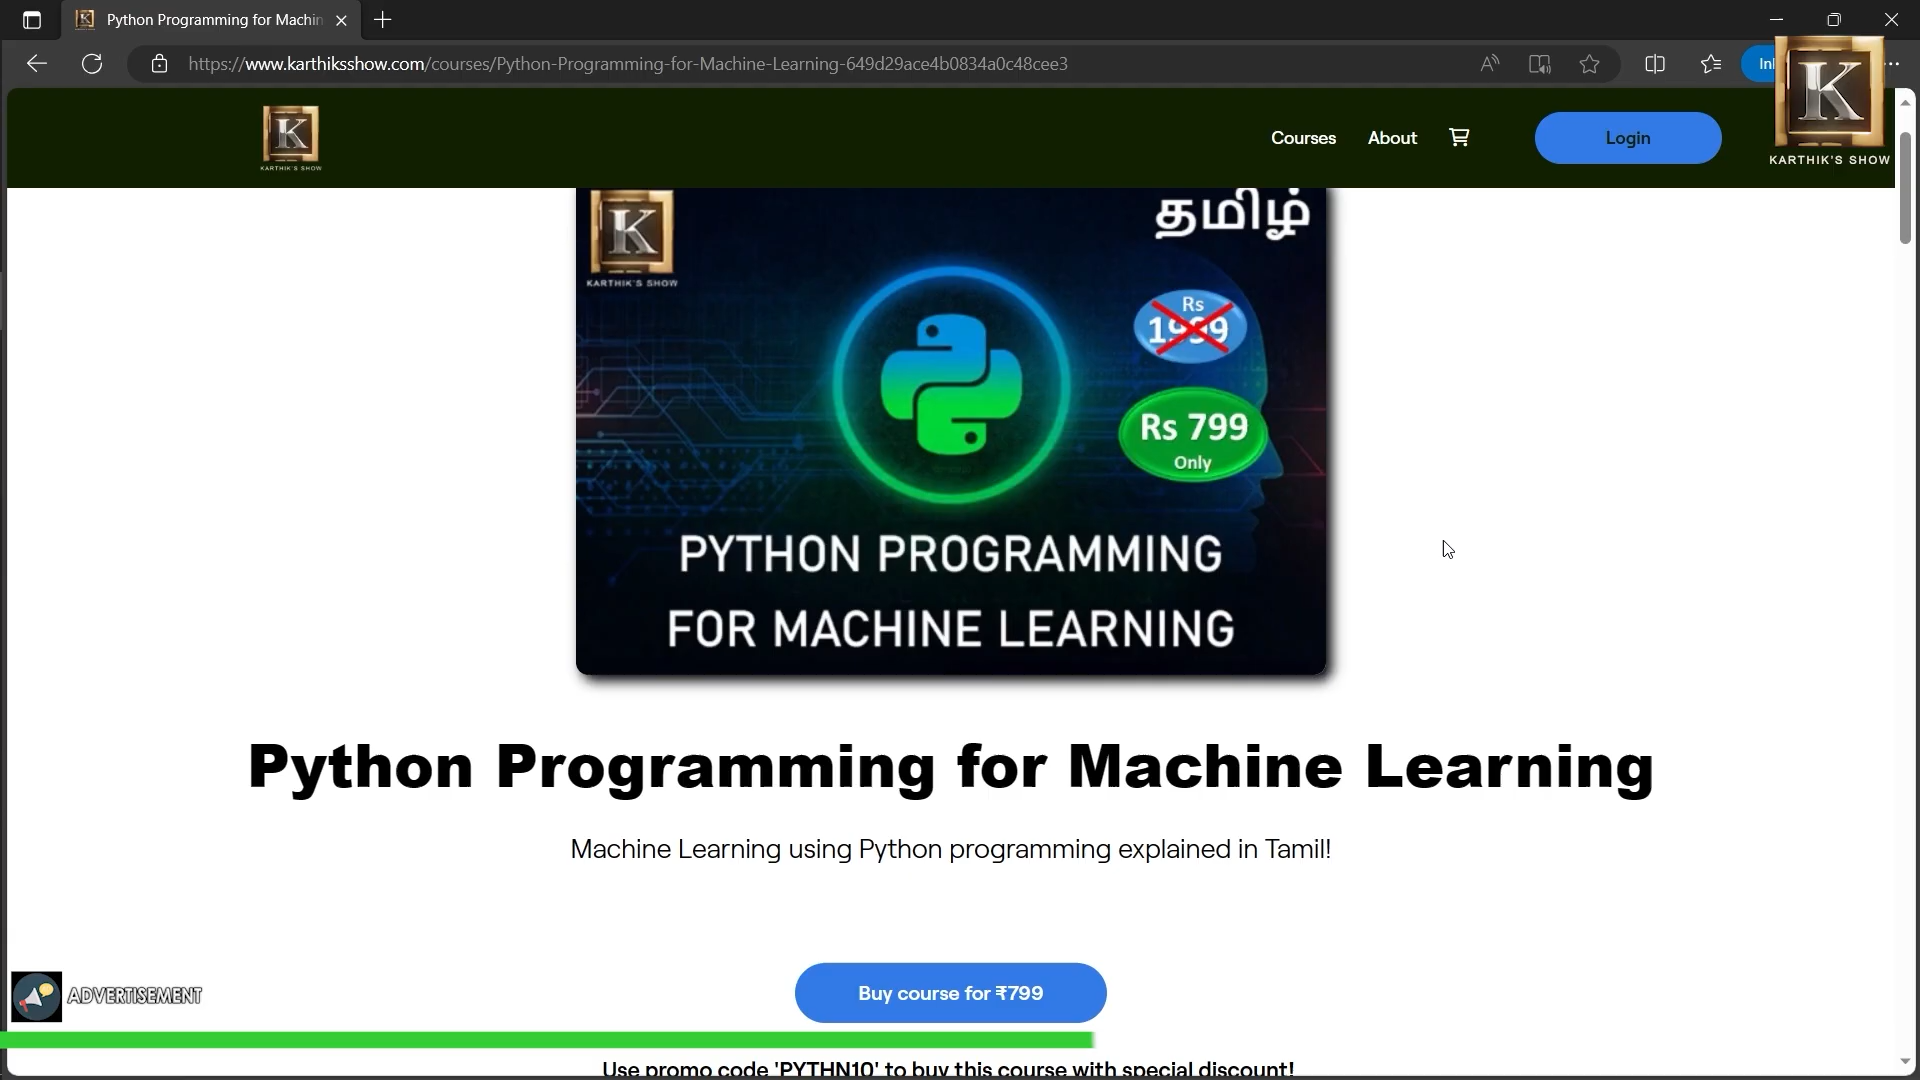 Python Programming for Machin
https://www.karthiksshow.com/courses/Python-Programming-for-Machine-Learning-649d29ace4b0834a0c48cee3
K
KARTHIK'S SHOW
Courses
About
Login
K
KARTHIK'S SHOW
K
KARTHIK'S SHOW
தமிழ்
Rs
1999
Rs 799
Only
PYTHON PROGRAMMING
FOR MACHINE LEARNING
Python Programming for Machine Learning
Machine Learning using Python programming explained in Tamil!
Buy course for ₹799
ADVERTISEMENT
Use promo code 'PYTHN10' to buy this course with special discount!